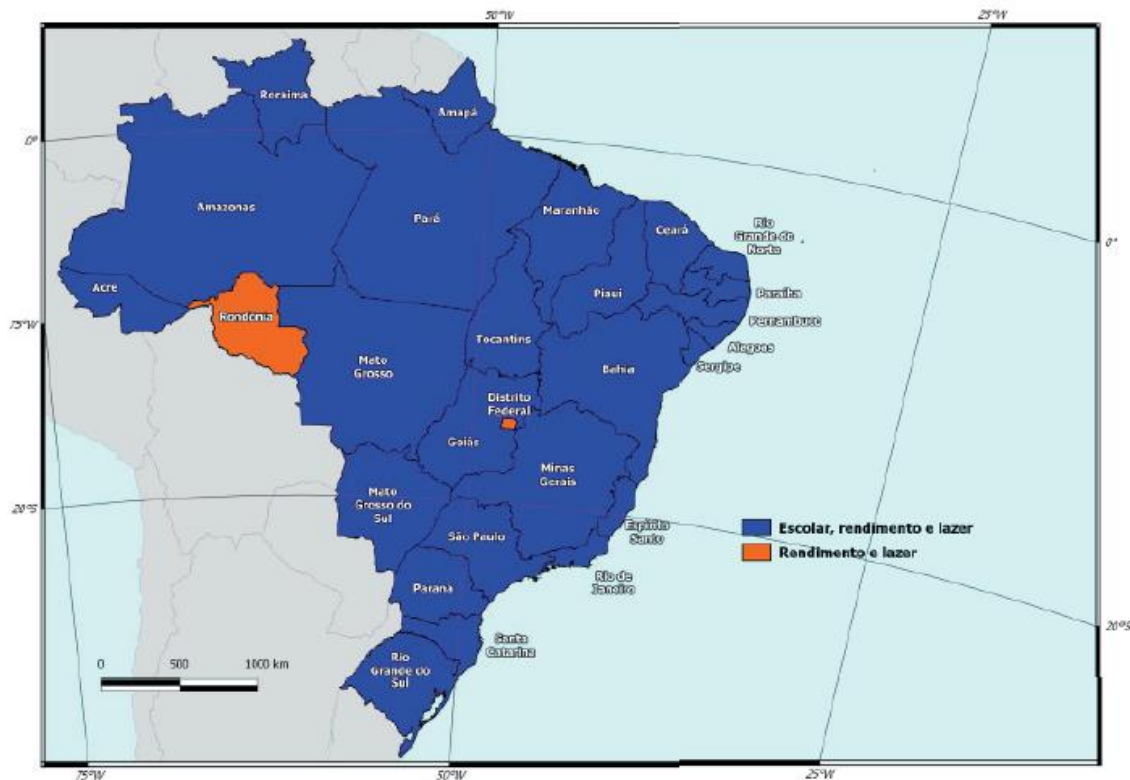 50°W
25°W
Roraima
Amapá
0°
Amazonas
Pará
Maranhão
Ceará
Rio
Grande do
Norte
0°
Acre
Rondônia
Piauí
Paraíba
Pernambuco
75°W
Tocantins
Alagoas
Mato
Grosso
Bahia
Sergipe
Distrito
Federal
Goiás
Minas
Gerais
20°S
Mato
Grosso do
Sul
São Paulo
Espírito
Santo
Escolar, rendimento e lazer
Rendimento e lazer
Rio de
Janeiro
Paraná
20°S
Santa
Catarina
Rio
Grande do
Sul
0 500 1000 km
75°W
50°W
25°W